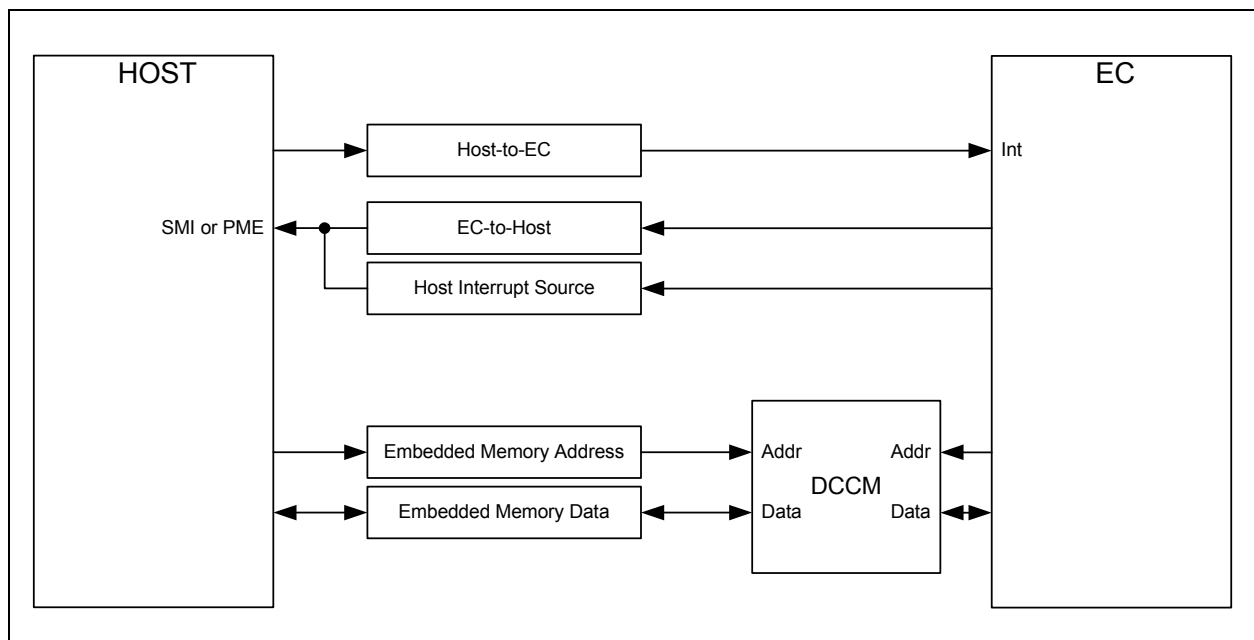 HOST
EC
Host-to-EC
Int
SMI or PME
EC-to-Host
Host Interrupt Source
Embedded Memory Address
Addr
Addr
DCCM
Embedded Memory Data
Data
Data